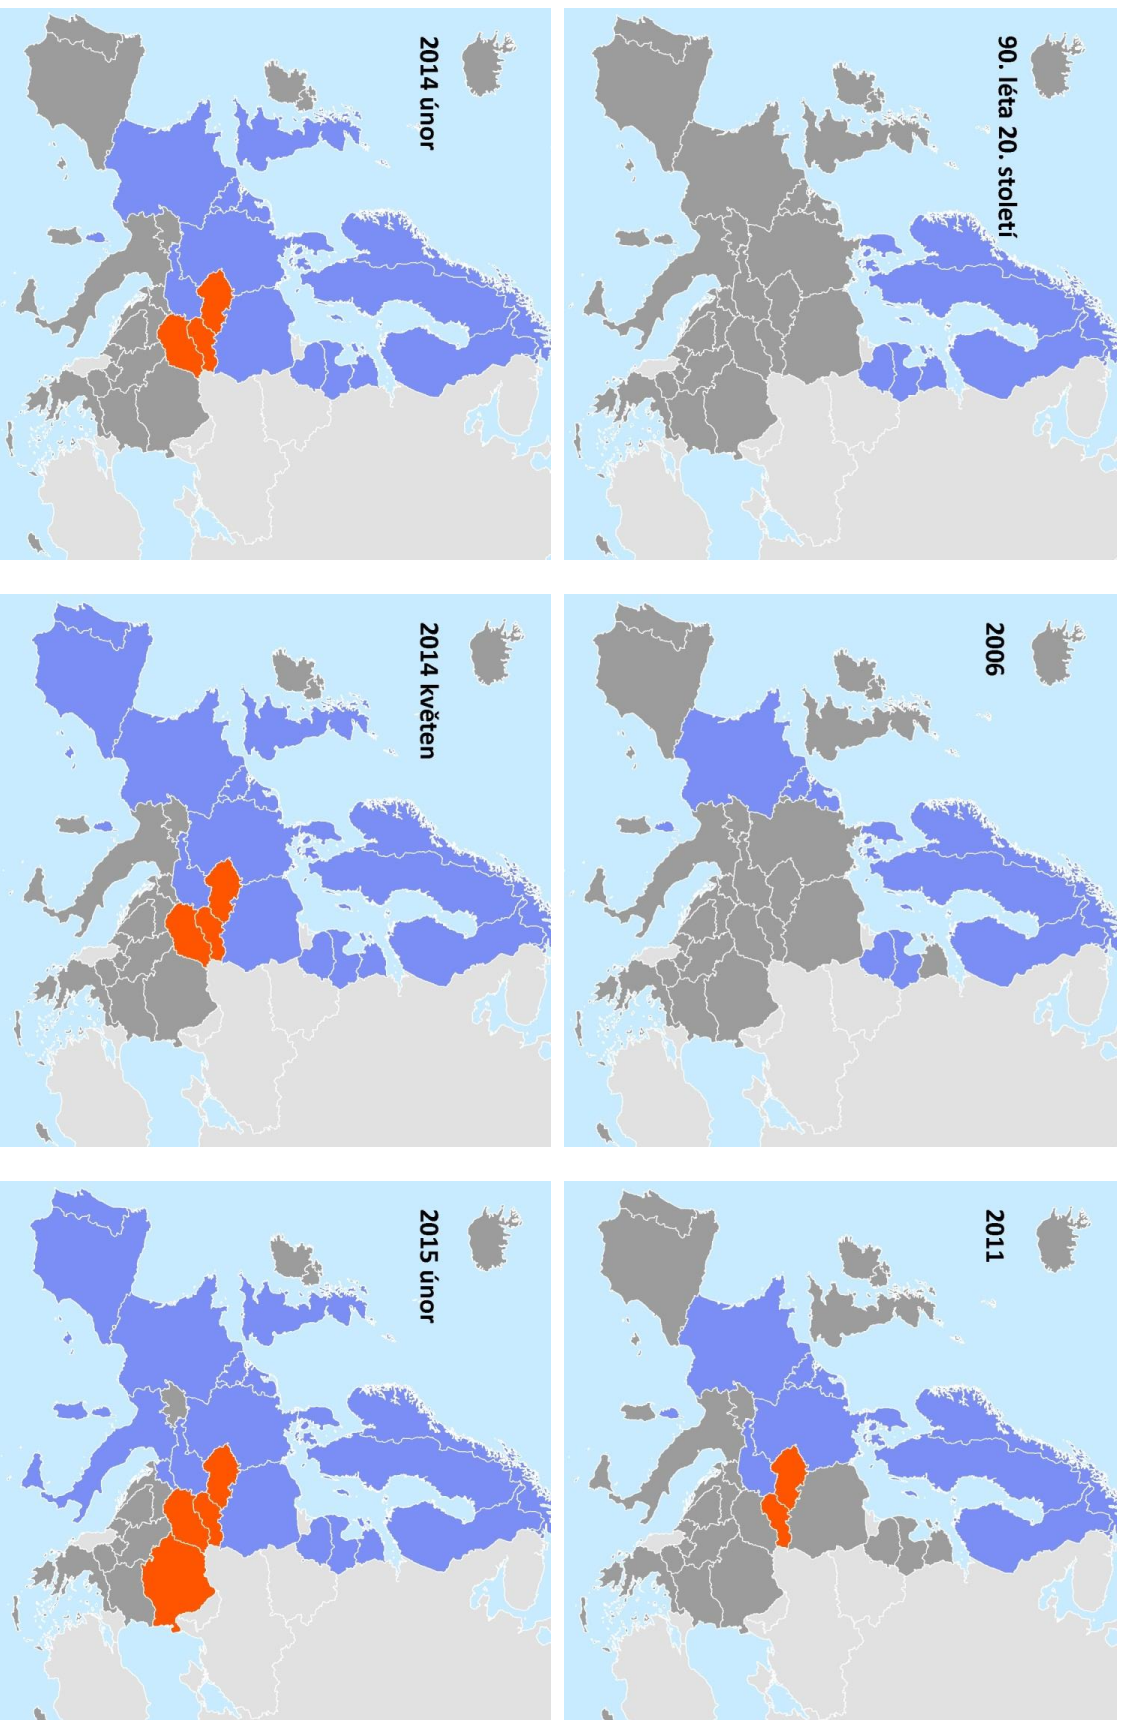 90. léta 20. století
2006
2011
2014 únor
2014 květen
2015 únor